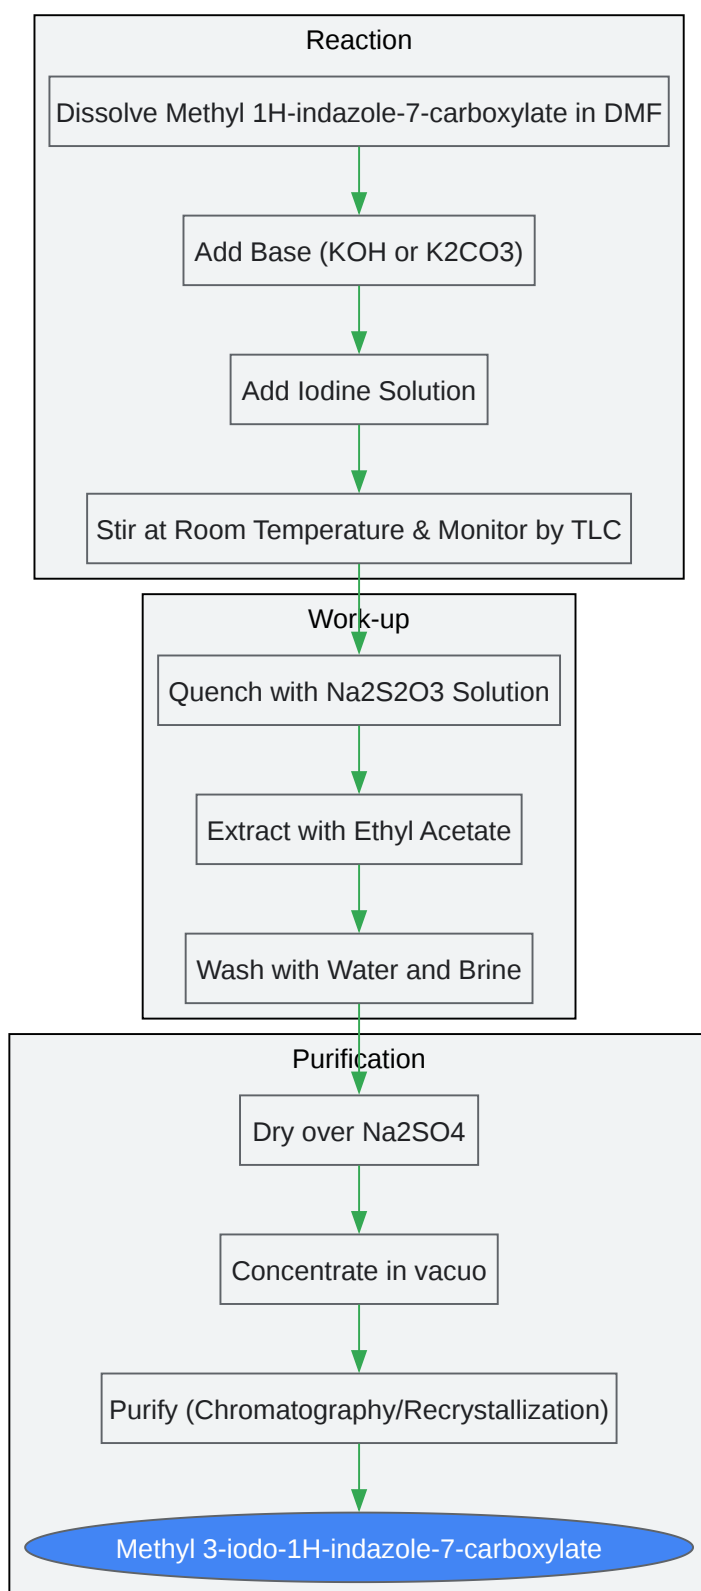 Reaction
Dissolve Methyl 1H-indazole-7-carboxylate in DMF
Add Base (KOH or K2CO3)
Add Iodine Solution
Stir at Room Temperature & Monitor by TLC
Work-up
Quench with Na2S2O3 Solution
Extract with Ethyl Acetate
Wash with Water and Brine
Purification
Dry over Na2SO4
Concentrate in vacuo
Purify (Chromatography/Recrystallization)
Methyl 3-iodo-1H-indazole-7-carboxylate